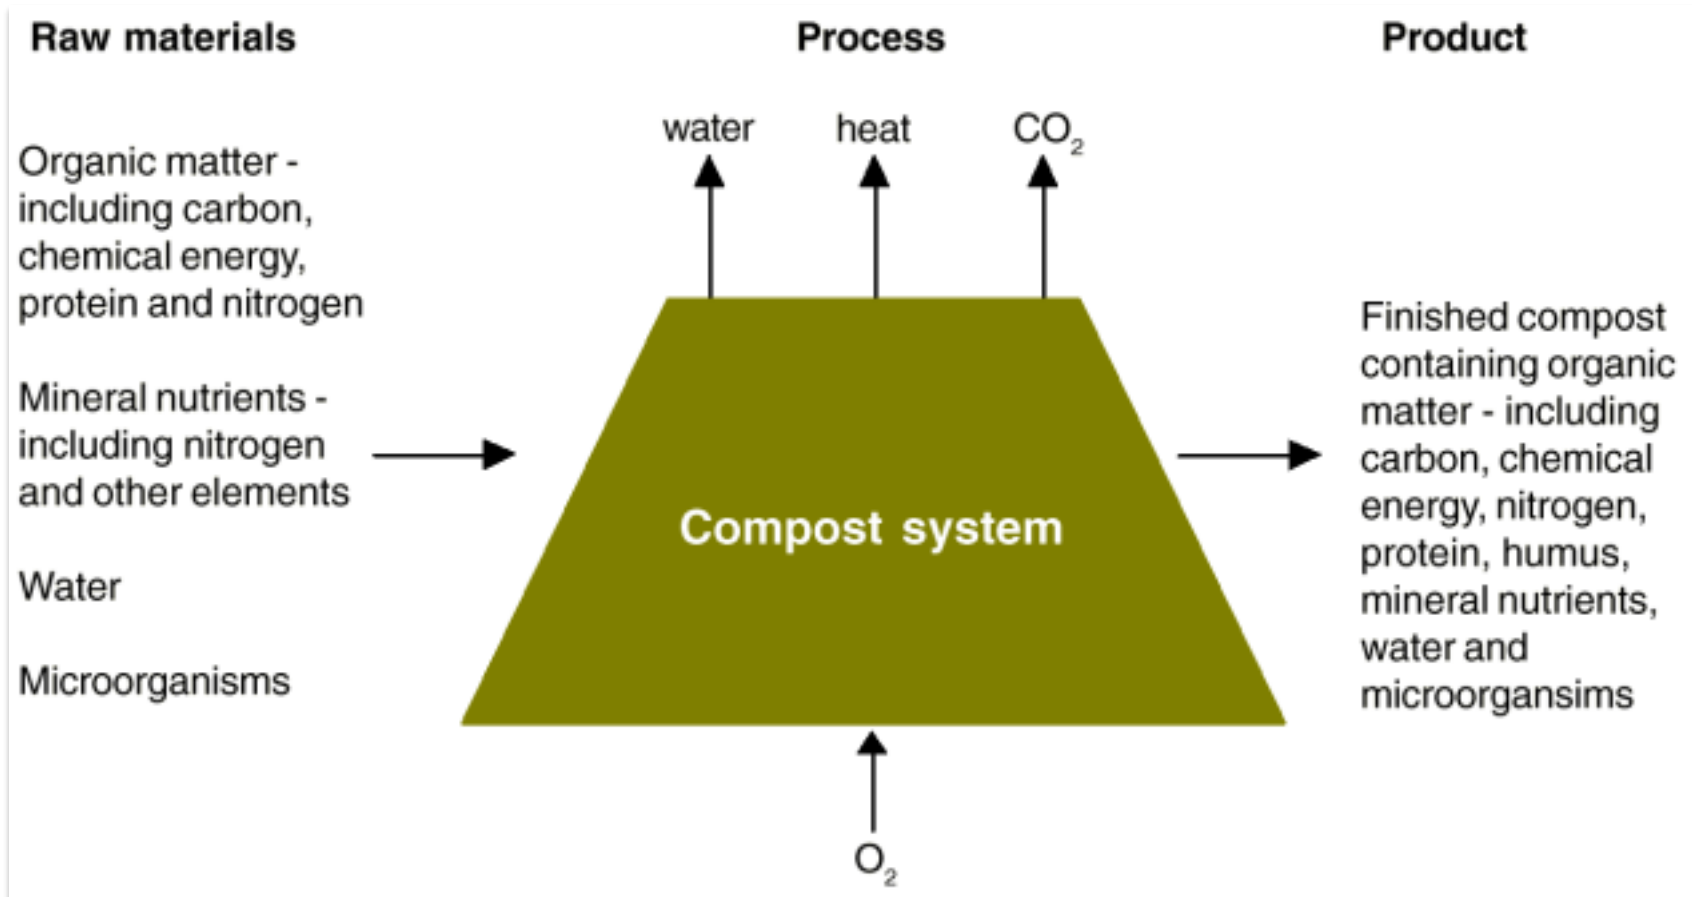 Raw materials
Process
Product
water
heat
CO₂
Organic matter -
including carbon,
chemical energy,
protein and nitrogen
Mineral nutrients -
including nitrogen
and other elements
Water
Microorganisms
Compost system
O₂
Finished compost
containing organic
matter - including
carbon, chemical
energy, nitrogen,
protein, humus,
mineral nutrients,
water and
microorgansims